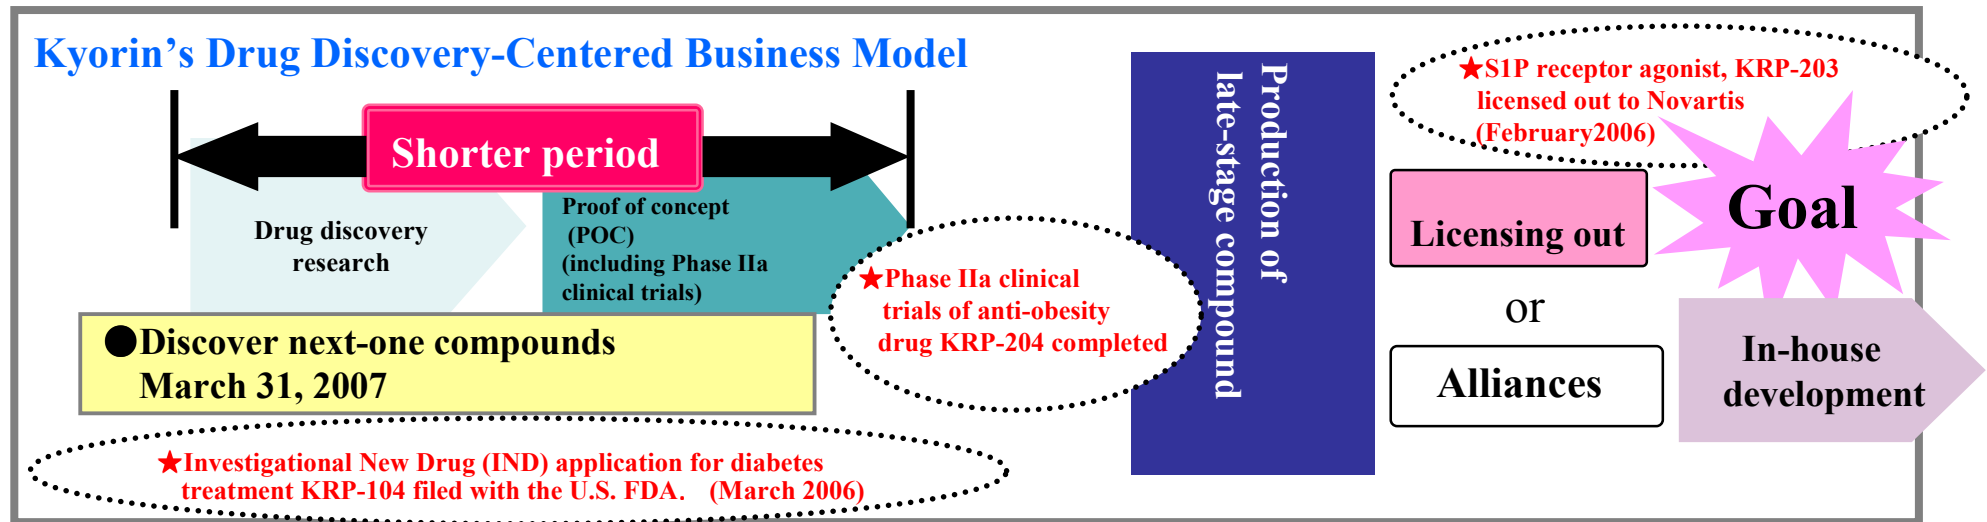 Kyorin’s Drug Discovery-Centered Business Model
Shorter period
Drug discovery
research
Proof of concept
(POC)
(including Phase IIa
clinical trials)
●Discover next-one compounds
March 31, 2007
★Investigational New Drug (IND) application for diabetes
treatment KRP-104 filed with the U.S. FDA. (March 2006)
★Phase IIa clinical
trials of anti-obesity
drug KRP-204 completed
Production of
late-stage compound
★S1P receptor agonist, KRP-203
licensed out to Novartis
(February2006)
Licensing out
or
Alliances
Goal
In-house
development